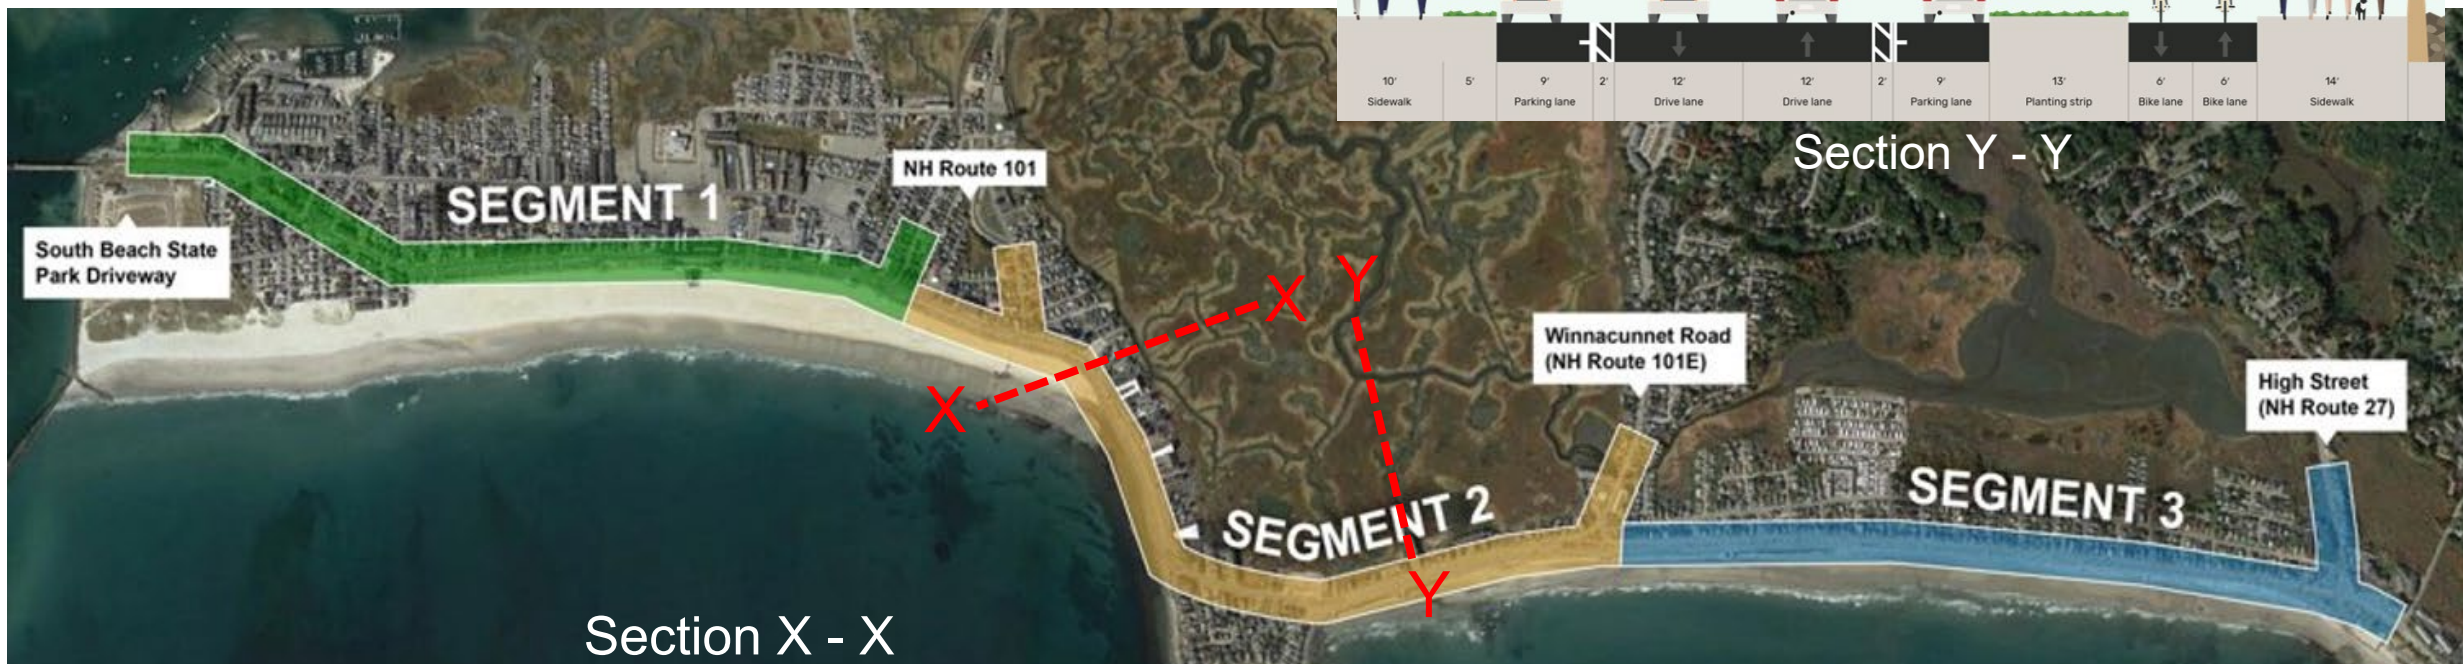 10' 5' 9' 2' 12' 12' 2' 9' 13' 6' 6' 14'
Sidewalk Parking lane Drive lane Drive lane Parking lane Planting strip Bike lane Bike lane Sidewalk
Section Y - Y
NH Route 101
SEGMENT 1
South Beach State
Park Driveway
X
Y
X
Winnacunnet Road
(NH Route 101E)
High Street
(NH Route 27)
SEGMENT 2
SEGMENT 3
Y
Section X - X